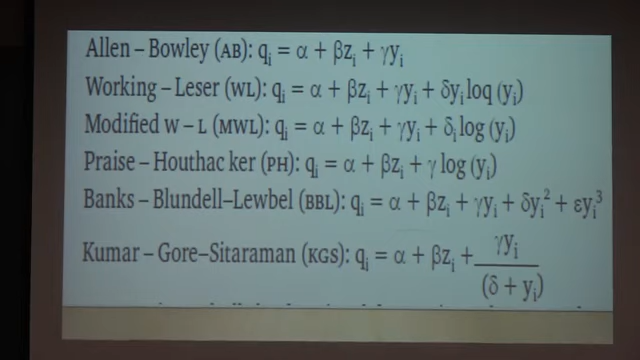 Allen – Bowley (AB): qᵢ = α + βzᵢ + γyᵢ
Working – Leser (WL): qᵢ = α + βzᵢ + γyᵢ + δyᵢ loq (yᵢ)
Modified W – L (MWL): qᵢ = α + βzᵢ + γyᵢ + δᵢ log (yᵢ)
Praise – Houthac ker (PH): qᵢ = α + βzᵢ + γ log (yᵢ)
Banks – Blundell–Lewbel (BBL): qᵢ = α + βzᵢ + γyᵢ + δyᵢ² + εyᵢ³
Kumar – Gore–Sitaraman (KGS): qᵢ = α + βzᵢ + γyᵢ / (δ + yᵢ)